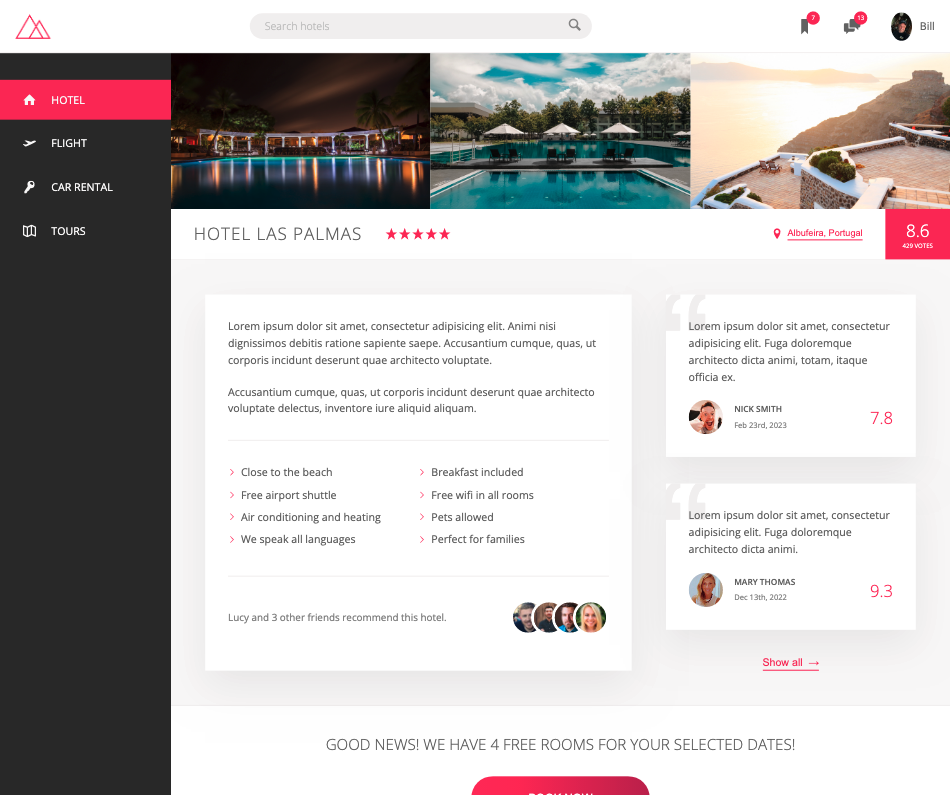 Search hotels
7
13
Bill
HOTEL
FLIGHT
CAR RENTAL
TOURS
HOTEL LAS PALMAS
Albufeira, Portugal
8.6
429 VOTES
Lorem ipsum dolor sit amet, consectetur adipisicing elit. Animi nisi
dignissimos debitis ratione sapiente saepe. Accusantium cumque, quas, ut
corporis incidunt deserunt quae architecto voluptate.
Accusantium cumque, quas, ut corporis incidunt deserunt quae architecto
voluptate delectus, inventore iure aliquid aliquam.
Close to the beach
Free airport shuttle
Air conditioning and heating
We speak all languages
Breakfast included
Free wifi in all rooms
Pets allowed
Perfect for families
Lucy and 3 other friends recommend this hotel.
Lorem ipsum dolor sit amet, consectetur
adipisicing elit. Fuga doloremque
architecto dicta animi, totam, itaque
officia ex.
NICK SMITH
Feb 23rd, 2023
7.8
Lorem ipsum dolor sit amet, consectetur
adipisicing elit. Fuga doloremque
architecto dicta animi.
MARY THOMAS
Dec 13th, 2022
9.3
Show all →
GOOD NEWS! WE HAVE 4 FREE ROOMS FOR YOUR SELECTED DATES!
BOOK NOW